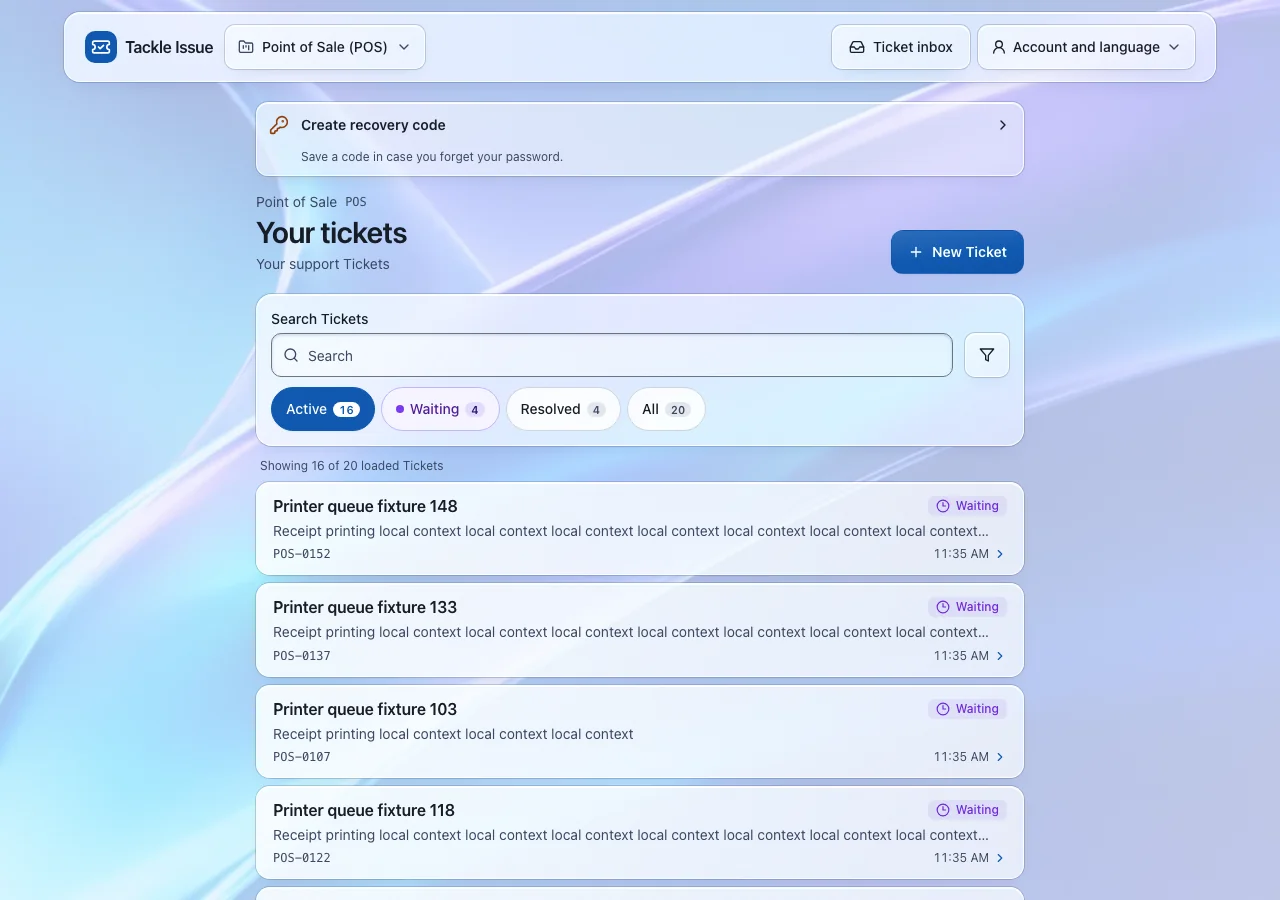 Tackle Issue
Point of Sale (POS)
Ticket inbox
Account and language
Create recovery code
Save a code in case you forget your password.
Point of Sale POS
Your tickets
Your support Tickets
New Ticket
Search Tickets
Search
Active 16
Waiting 4
Resolved 4
All 20
Showing 16 of 20 loaded Tickets
Printer queue fixture 148
Waiting
Receipt printing local context local context local context local context local context local context local context…
POS-0152
11:35 AM
Printer queue fixture 133
Waiting
Receipt printing local context local context local context local context local context local context local context…
POS-0137
11:35 AM
Printer queue fixture 103
Waiting
Receipt printing local context local context local context
POS-0107
11:35 AM
Printer queue fixture 118
Waiting
Receipt printing local context local context local context local context local context local context local context…
POS-0122
11:35 AM